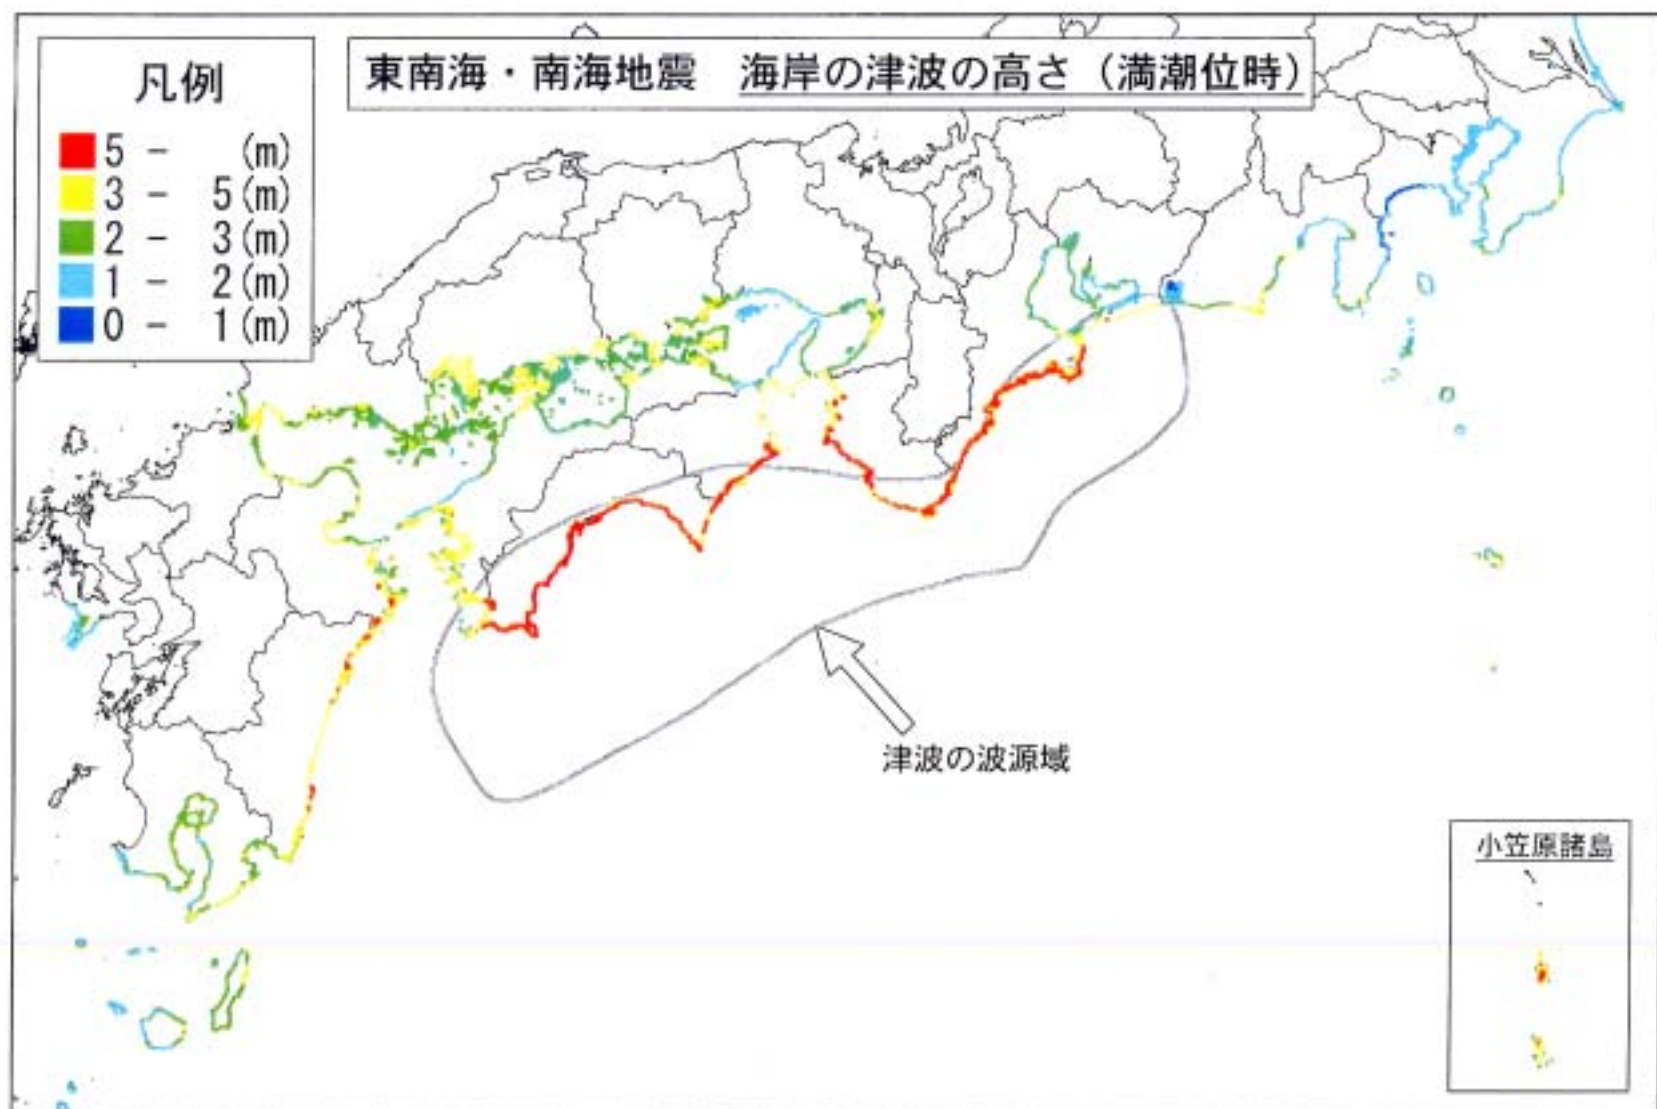 東南海・南海地震 海岸の津波の高さ（満潮位時）
凡例
5 - (m)
3 - 5(m)
2 - 3(m)
1 - 2(m)
0 - 1(m)
津波の波源域
小笠原諸島